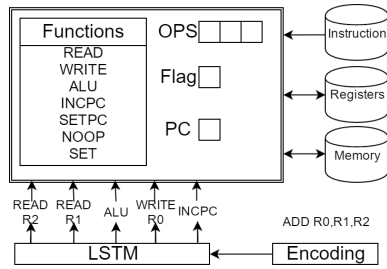 Functions
READ
WRITE
ALU
INCPC
SETPC
NOOP
SET
OPS
Flag
PC
Instruction
Registers
Memory
READ R2
READ R1
ALU
WRITE R0
INCPC
ADD R0,R1,R2
LSTM
Encoding